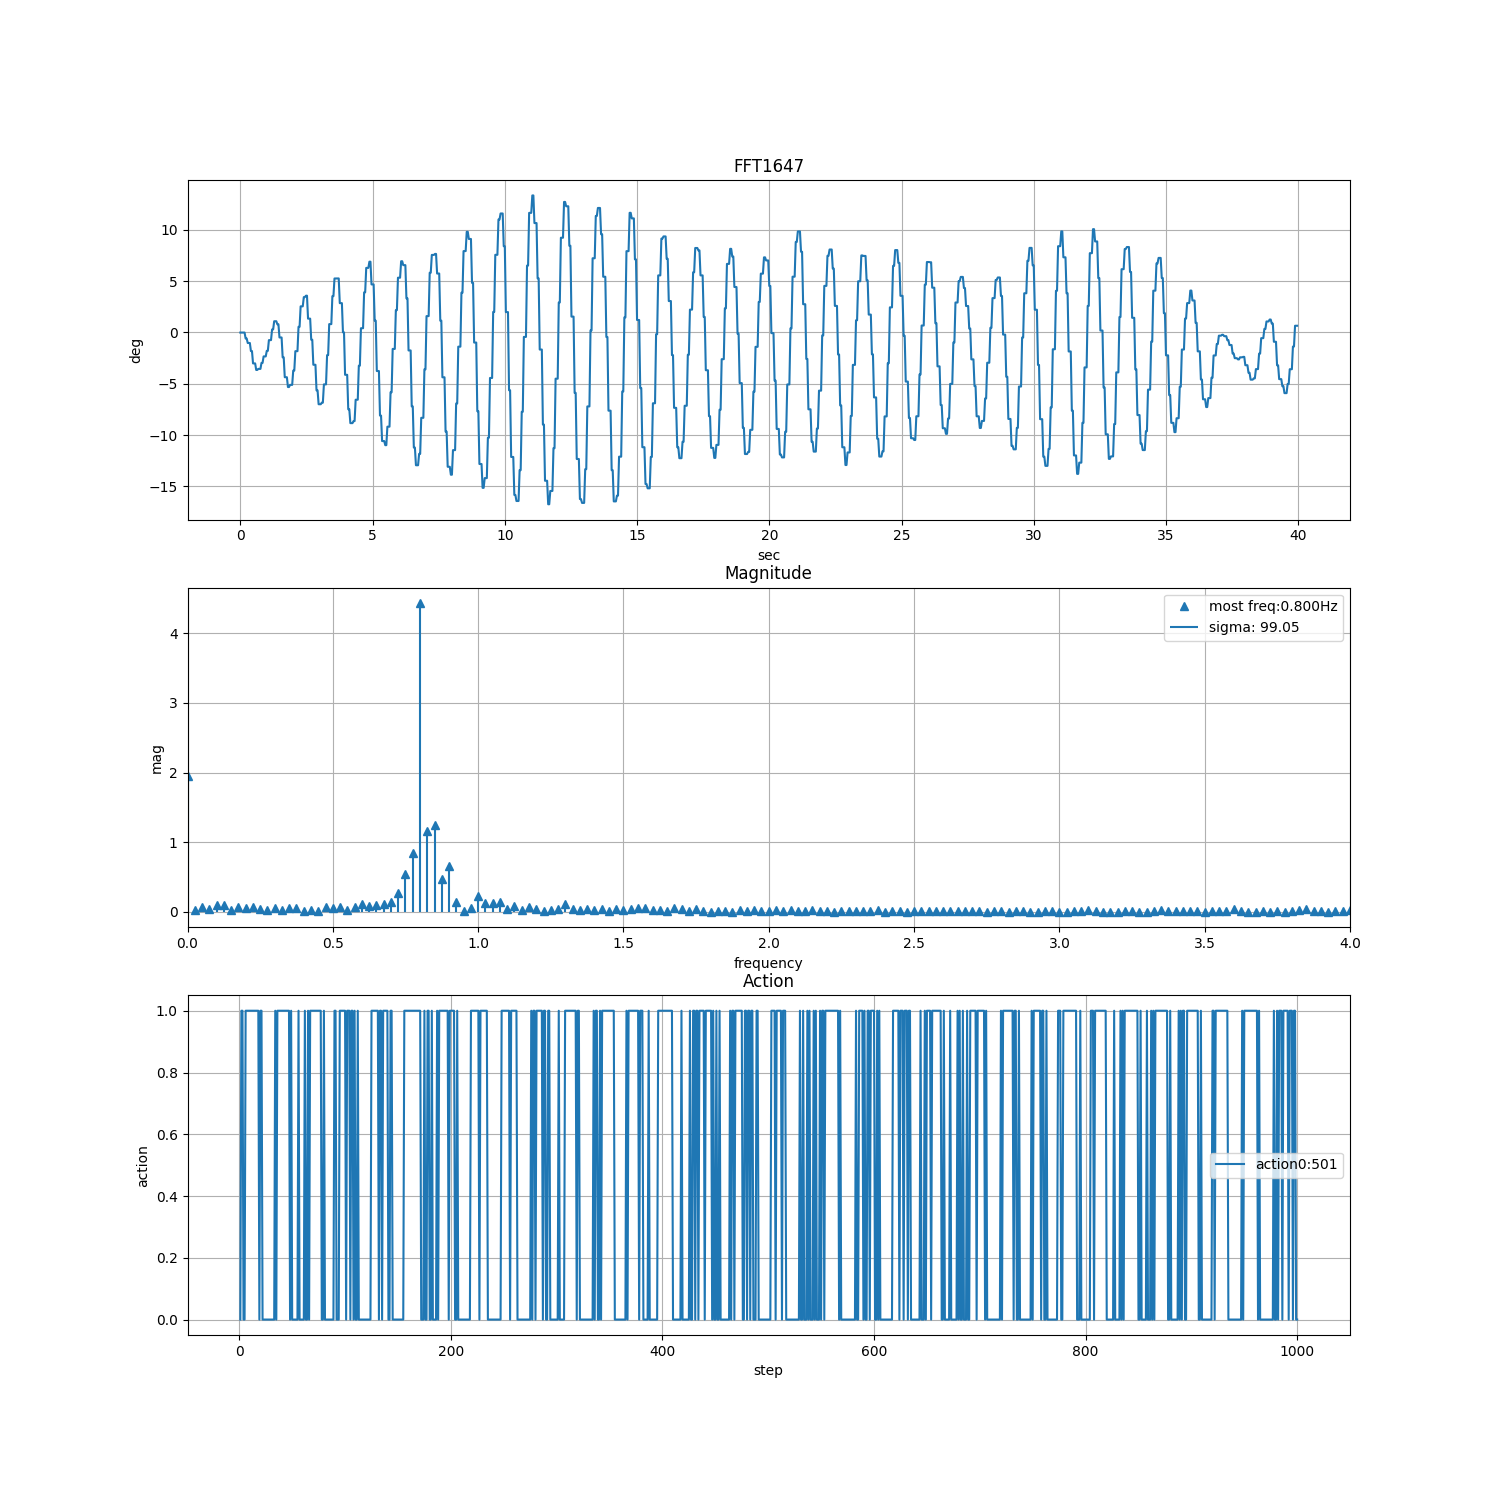 FFT1647
10
5
0
−5
−10
−15
deg
0 5 10 15 20 25 30 35 40
sec
Magnitude
most freq:0.800Hz
sigma: 99.05
4
3
2
1
0
mag
0.0 0.5 1.0 1.5 2.0 2.5 3.0 3.5 4.0
frequency
Action
1.0
0.8
0.6
0.4
0.2
0.0
action
action0:501
0 200 400 600 800 1000
step